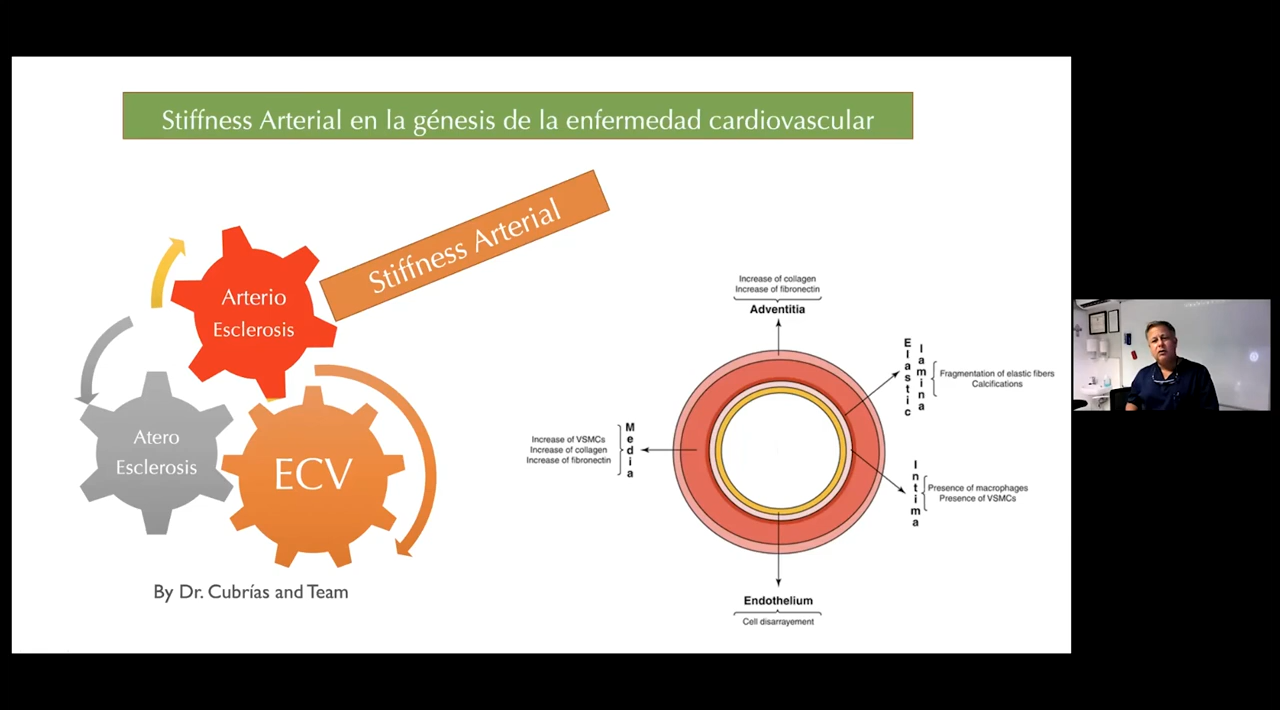 Stiffness Arterial en la génesis de la enfermedad cardiovascular
Stiffness Arterial
Arterio
Esclerosis
Atero
Esclerosis
ECV
By Dr. Cubrías and Team
Increase of collagen
Increase of fibronectin
Adventitia
Elastic
lamina
Fragmentation of elastic fibers
Calcifications
Media
Increase of VSMCs
Increase of collagen
Increase of fibronectin
Intima
Presence of macrophages
Presence of VSMCs
Endothelium
Cell disarrayement